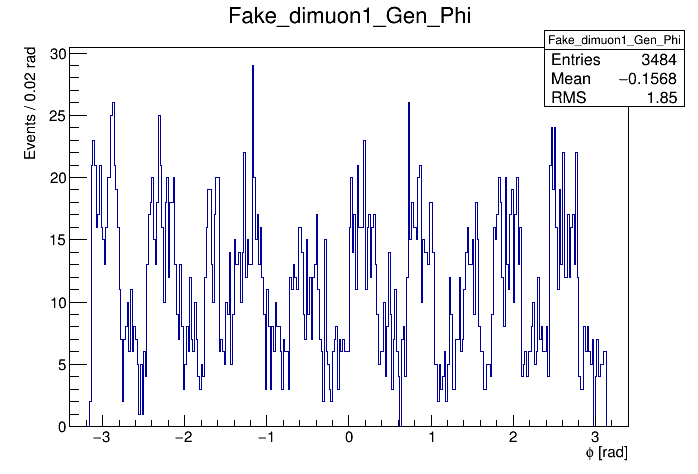 Fake_dimuon1_Gen_Phi
Fake_dimuon1_Gen_Phi
Entries 3484
Mean −0.1568
RMS 1.85
Events / 0.02 rad
30
25
20
15
10
5
0
−3 −2 −1 0 1 2 3
ϕ [rad]